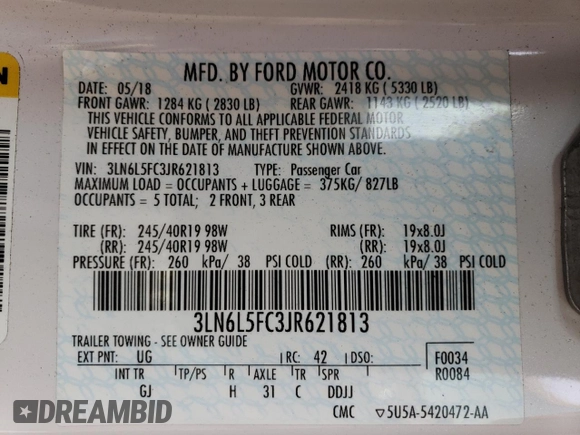 MFD. BY FORD MOTOR CO.
DATE: 05/18 GVWR: 2418 KG ( 5330 LB)
FRONT GAWR: 1284 KG ( 2830 LB) REAR GAWR: 1143 KG ( 2520 LB)
THIS VEHICLE CONFORMS TO ALL APPLICABLE FEDERAL MOTOR
VEHICLE SAFETY, BUMPER, AND THEFT PREVENTION STANDARDS
IN EFFECT ON THE DATE OF MANUFACTURE SHOWN ABOVE.
VIN: 3LN6L5FC3JR621813 TYPE: Passenger Car
MAXIMUM LOAD = OCCUPANTS + LUGGAGE = 375KG/ 827LB
OCCUPANTS = 5 TOTAL; 2 FRONT, 3 REAR
TIRE (FR): 245/40R19 98W RIMS (FR): 19x8.0J
(RR): 245/40R19 98W (RR): 19x8.0J
PRESSURE (FR): 260 kPa/ 38 PSI COLD (RR): 260 kPa/ 38 PSI COLD
3LN6L5FC3JR621813
TRAILER TOWING - SEE OWNER GUIDE
EXT PNT: UG RC: 42 DSO: F0034
R0084
INT TR TP/PS R AXLE TR SPR
GJ H 31 C DDJJ
CMC ▽5U5A-5420472-AA
DREAMBID